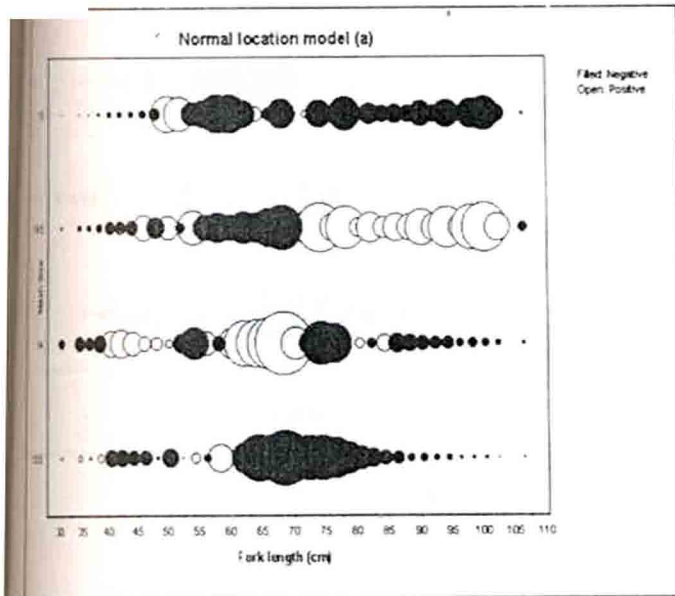 Normal location model (a)
Filled Negative
Open Positive
30 35 40 45 50 55 60 65 70 75 80 85 90 95 100 105 110
Fork length (cm)